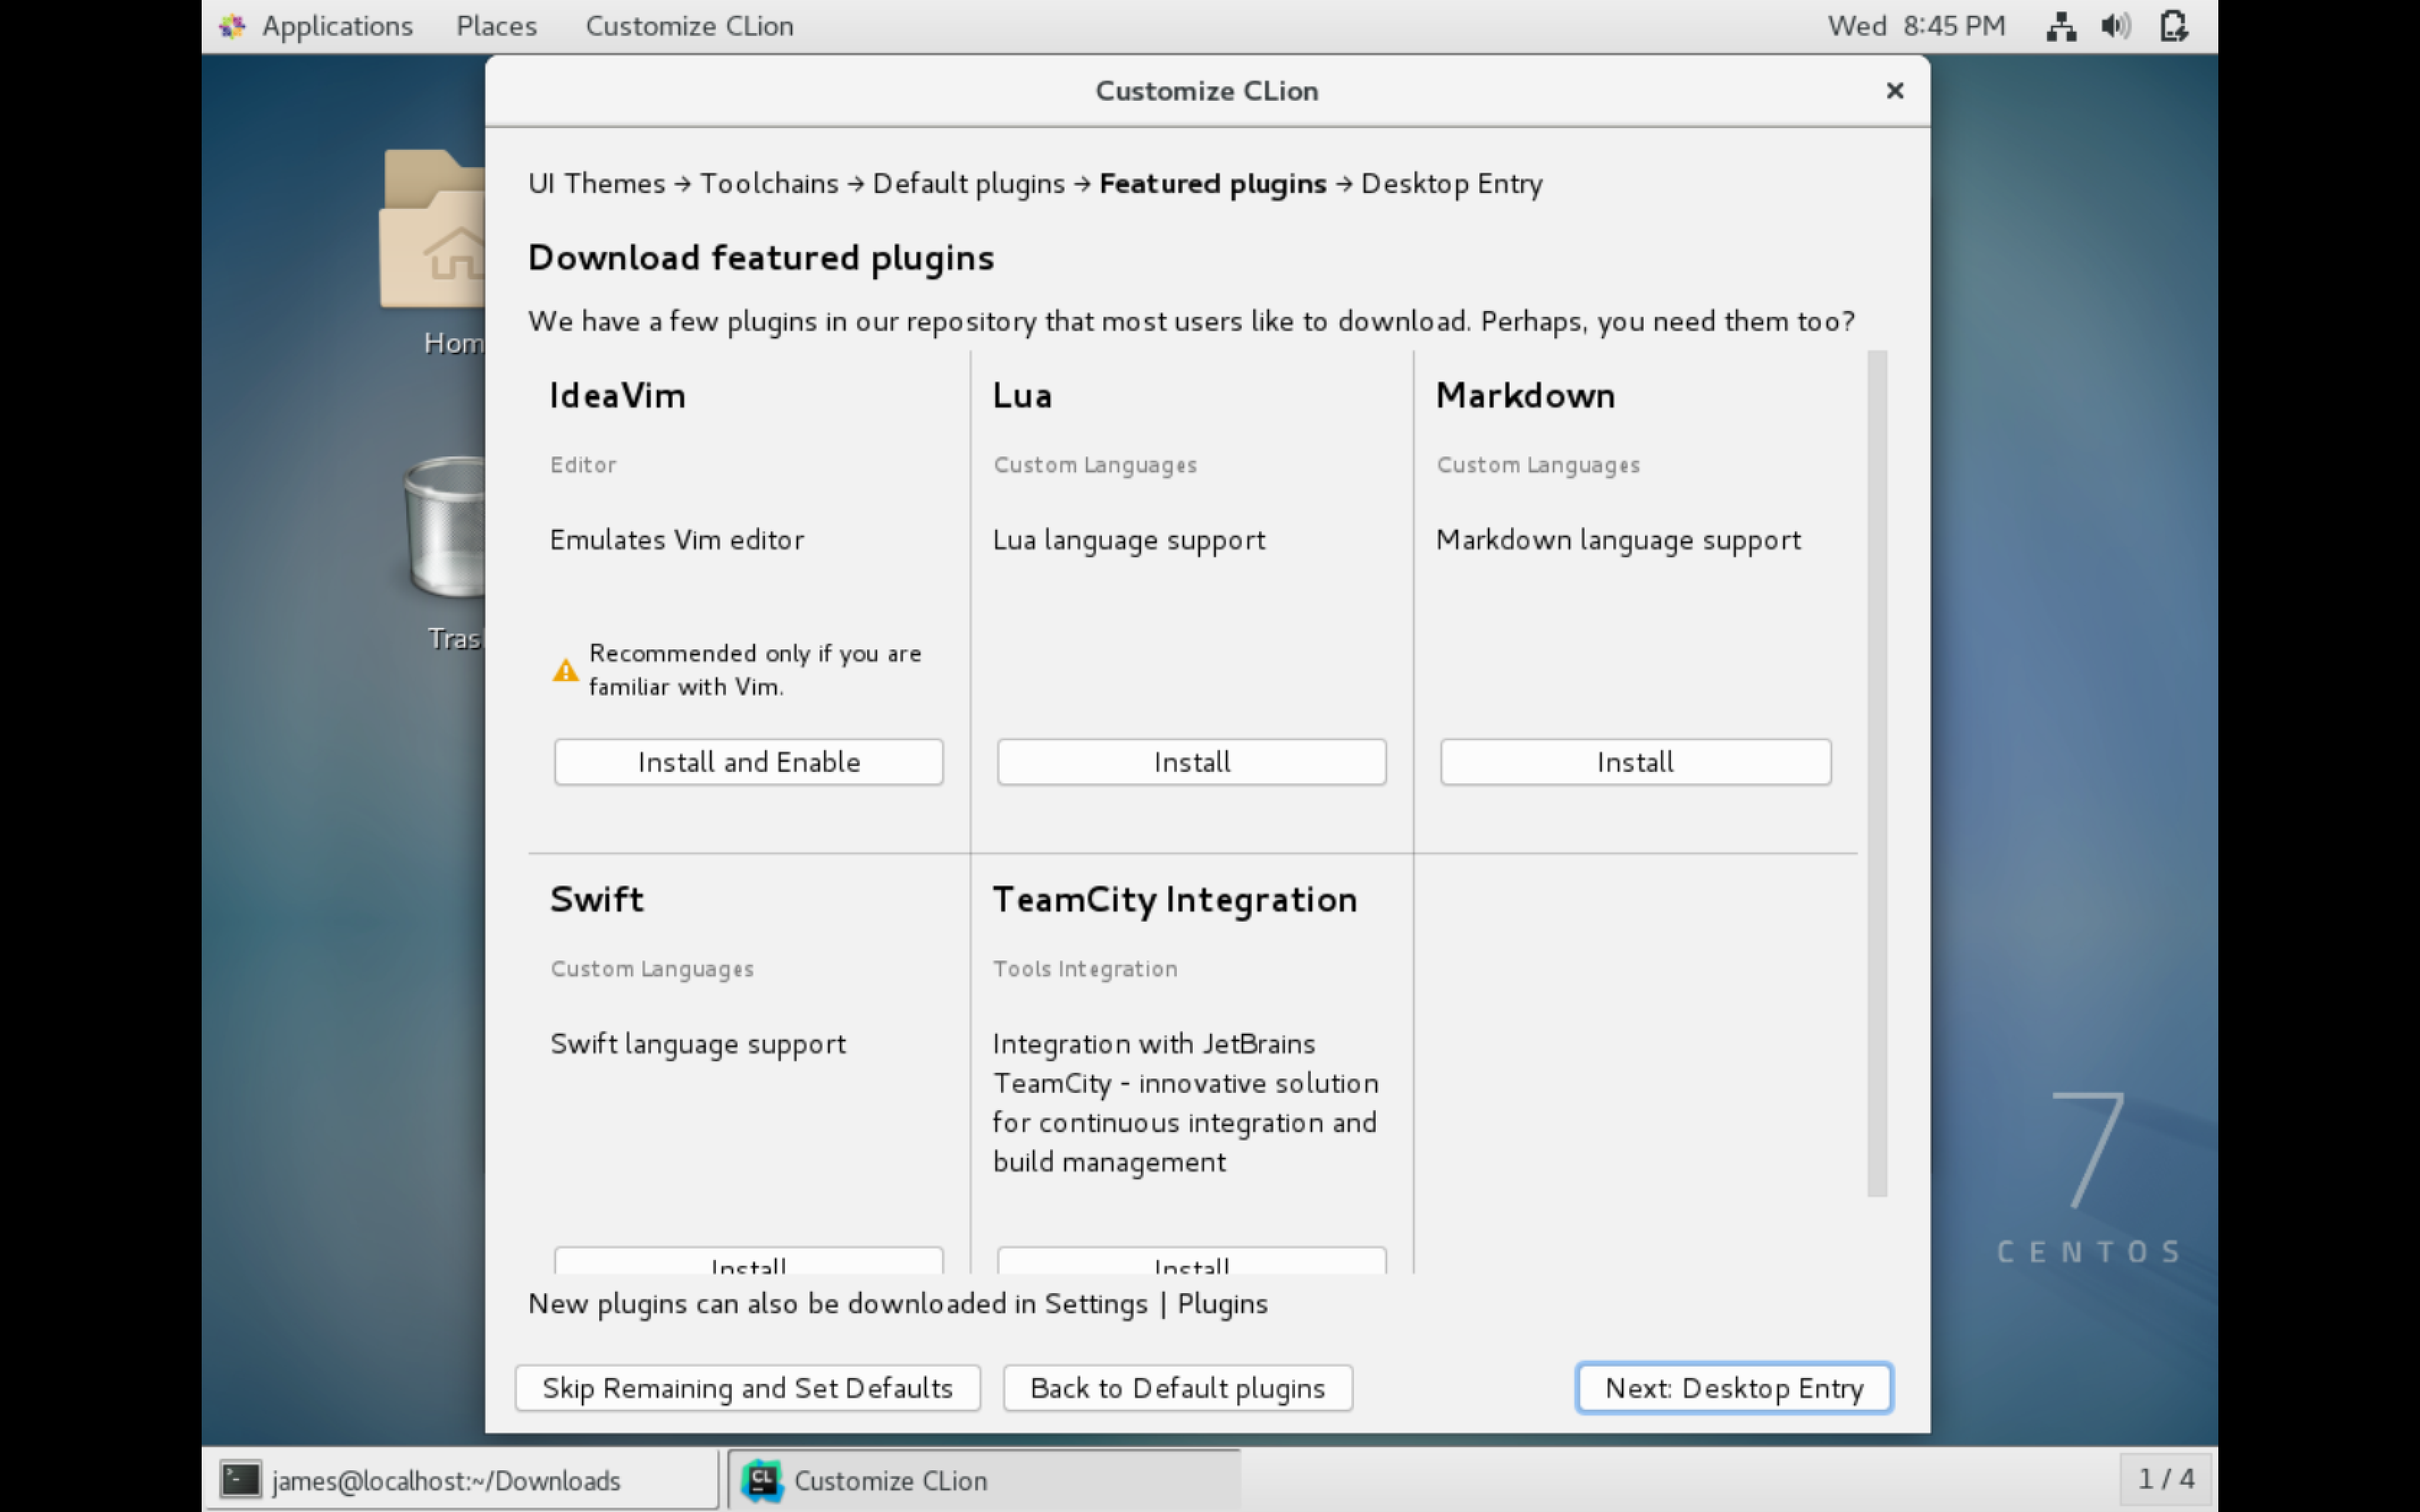 Applications Places Customize CLion Wed 8:45 PM
Customize CLion
UI Themes → Toolchains → Default plugins → Featured plugins → Desktop Entry
Download featured plugins
We have a few plugins in our repository that most users like to download. Perhaps, you need them too?
Hom
IdeaVim
Editor
Emulates Vim editor
Recommended only if you are
familiar with Vim.
Install and Enable
Lua
Custom Languages
Lua language support
Install
Markdown
Custom Languages
Markdown language support
Install
Tras
Swift
Custom Languages
Swift language support
Install
TeamCity Integration
Tools Integration
Integration with JetBrains
TeamCity - innovative solution
for continuous integration and
build management
Install
7
CENTOS
New plugins can also be downloaded in Settings | Plugins
Skip Remaining and Set Defaults Back to Default plugins Next: Desktop Entry
james@localhost:~/Downloads CL Customize CLion 1 / 4